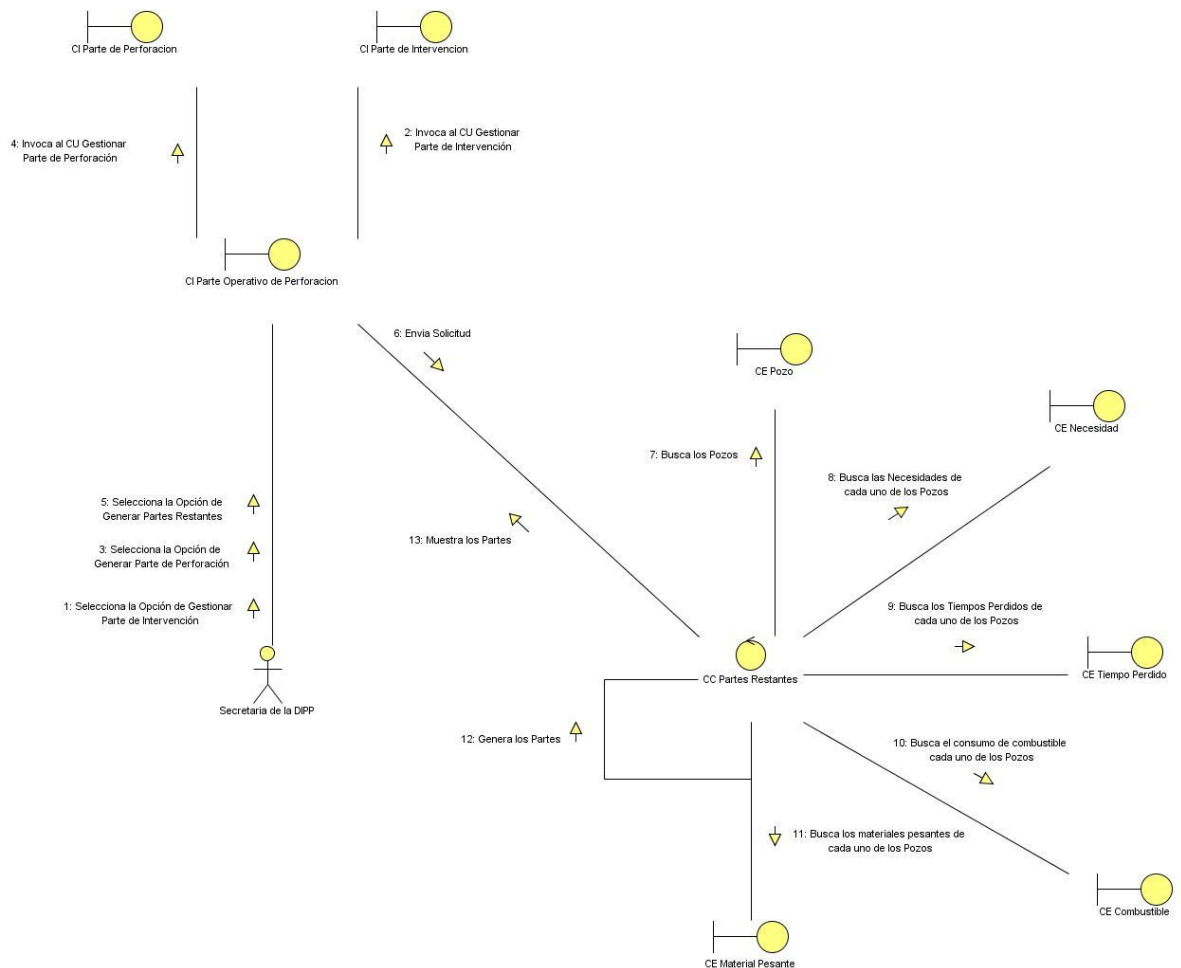 CI Parte de Perforacion
CI Parte de Intervencion
4: Invoca al CU Gestionar
Parte de Perforación
2: Invoca al CU Gestionar
Parte de Intervención
CI Parte Operativo de Perforacion
6: Envia Solicitud
CE Pozo
CE Necesidad
7: Busca los Pozos
8: Busca las Necesidades de
cada uno de los Pozos
5: Selecciona la Opción de
Generar Partes Restantes
13: Muestra los Partes
3: Selecciona la Opción de
Generar Parte de Perforación
1: Selecciona la Opción de Gestionar
Parte de Intervención
9: Busca los Tiempos Perdidos de
cada uno de los Pozos
CE Tiempo Perdido
CC Partes Restantes
Secretaria de la DIPP
12: Genera los Partes
10: Busca el consumo de combustible
cada uno de los Pozos
11: Busca los materiales pesantes de
cada uno de los Pozos
CE Combustible
CE Material Pesante